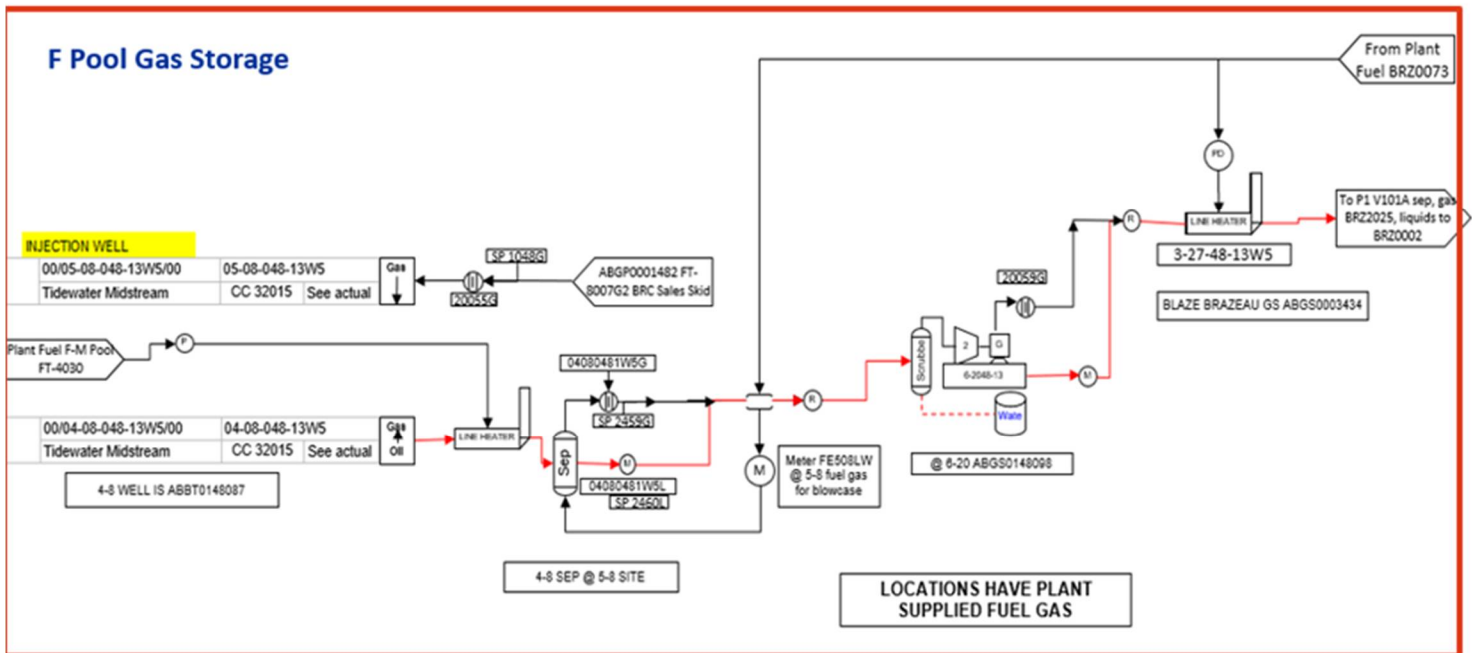 F Pool Gas Storage
From Plant
Fuel BRZ0073
PD
LINE HEATER
To P1 V101A sep, gas
BRZ2025, liquids to
BRZ0002
3-27-48-13W5
BLAZE BRAZEAU GS ABGS0003434
R
INJECTION WELL
00/05-08-048-13W5/00 05-08-048-13W5
Tidewater Midstream CC 32015 See actual
Gas
SP 1048G
20055G
ABGP0001482 FT-
8007G2 BRC Sales Skid
Plant Fuel F-M Pool
FT-4030
P
00/04-08-048-13W5/00 04-08-048-13W5
Tidewater Midstream CC 32015 See actual
Gas
Oil
4-8 WELL IS ABBT0148087
LINE HEATER
Sep
04080481W5G
SP 2459G
M
04080481W5L
SP 2460L
4-8 SEP @ 5-8 SITE
R
M
Meter FE508LW
@ 5-8 fuel gas
for blowcase
Scrubbe
2
G
20059G
6-2048-13
M
Wate
@ 6-20 ABGS0148098
LOCATIONS HAVE PLANT
SUPPLIED FUEL GAS